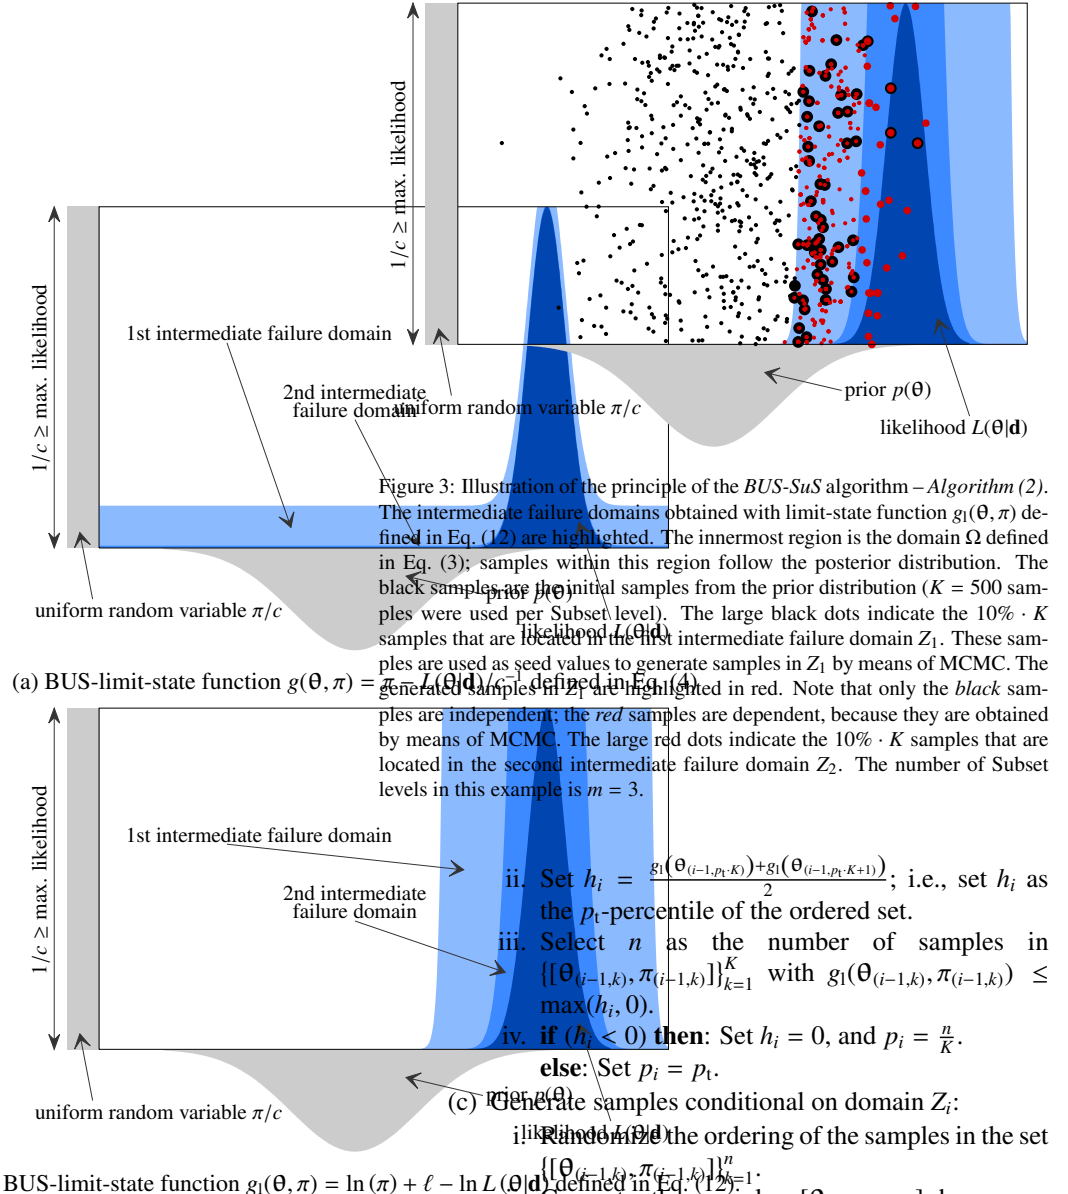 1/c ≥ max. likelihood
uniform random variable π/c
prior p(θ)
likelihood L(θ|d)
1/c ≥ max. likelihood
1st intermediate failure domain
2nd intermediate
failure domain
uniform random variable π/c
prior p(θ)
likelihood L(θ|d)
(a) BUS-limit-state function g(θ, π) = π − L(θ|d)/c⁻¹ defined in Eq. (4)
1/c ≥ max. likelihood
1st intermediate failure domain
2nd intermediate
failure domain
uniform random variable π/c
prior p(θ)
likelihood L(θ|d)
BUS-limit-state function g₁(θ, π) = ln (π) + ℓ − ln L (θ|d) defined in Eq. (12).
Figure 3: Illustration of the principle of the BUS-SuS algorithm – Algorithm (2).
The intermediate failure domains obtained with limit-state function g₁(θ, π) de-
fined in Eq. (12) are highlighted. The innermost region is the domain Ω defined
in Eq. (3); samples within this region follow the posterior distribution. The
black samples are the initial samples from the prior distribution (K = 500 sam-
ples were used per Subset level). The large black dots indicate the 10% · K
samples that are located in the first intermediate failure domain Z₁. These sam-
ples are used as seed values to generate samples in Z₁ by means of MCMC. The
generated samples in Z₁ are highlighted in red. Note that only the black sam-
ples are independent; the red samples are dependent, because they are obtained
by means of MCMC. The large red dots indicate the 10% · K samples that are
located in the second intermediate failure domain Z₂. The number of Subset
levels in this example is m = 3.
ii. Set hᵢ = (g₁(θ₍ᵢ₋₁,ₚₜ·K₎)+g₁(θ₍ᵢ₋₁,ₚₜ·K₊₁₎))/2; i.e., set hᵢ as
the pₜ-percentile of the ordered set.
iii. Select n as the number of samples in
{[θ₍ᵢ₋₁,ₖ₎, π₍ᵢ₋₁,ₖ₎]}ᴷₖ₌₁ with g₁(θ₍ᵢ₋₁,ₖ₎, π₍ᵢ₋₁,ₖ₎) ≤
max(hᵢ, 0).
iv. if (hᵢ < 0) then: Set hᵢ = 0, and pᵢ = n/K.
else: Set pᵢ = pₜ.
(c) Generate samples conditional on domain Zᵢ:
i. Randomize the ordering of the samples in the set
{[θ₍ᵢ₋₁,ₖ₎, π₍ᵢ₋₁,ₖ₎]}ⁿₖ₌₁.